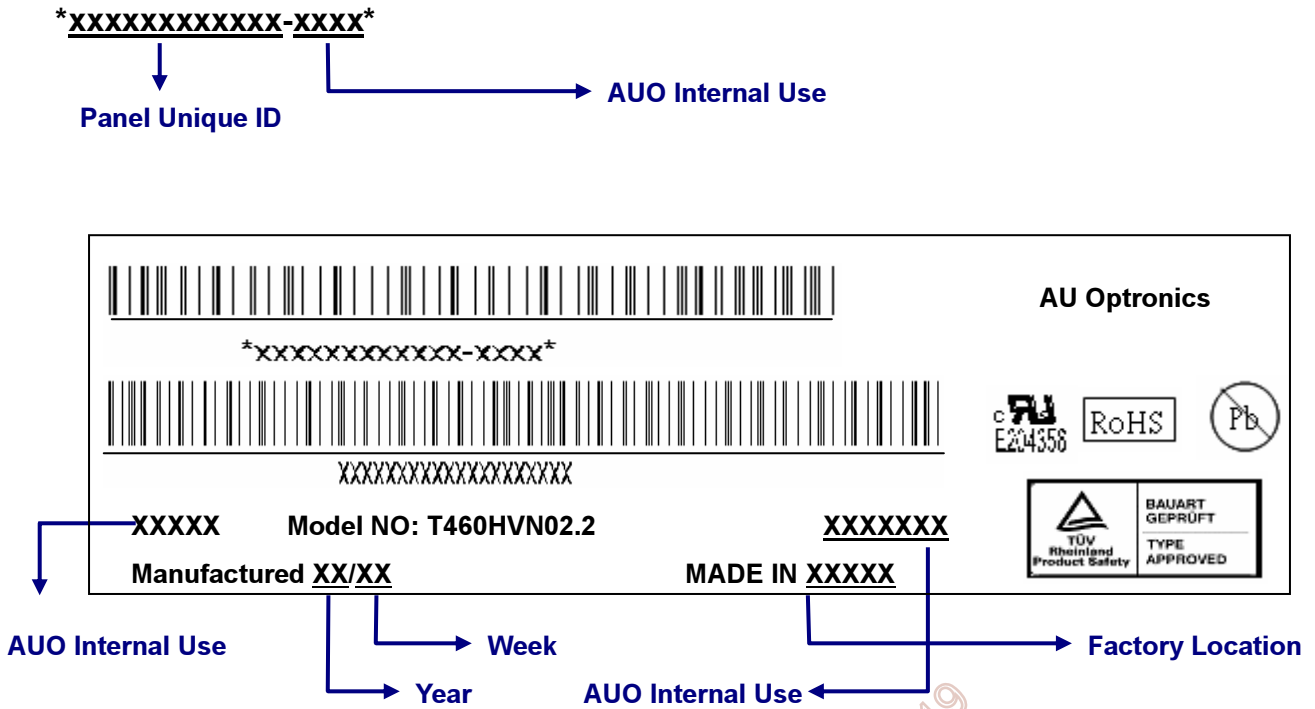 *xxxxxxxxxxxx-xxxx*
AUO Internal Use
Panel Unique ID
AU Optronics
*xxxxxxxxxxxx-xxxx*
c RU
E204356
RoHS
Pb
XXXXXXXXXXXXXXXXXXXX
XXXXX Model NO: T460HVN02.2 XXXXXXX
Manufactured XX/XX MADE IN XXXXX
TÜV
Rheinland
Product Safety
BAUART
GEPRÜFT
TYPE
APPROVED
AUO Internal Use
Week
Factory Location
Year
AUO Internal Use